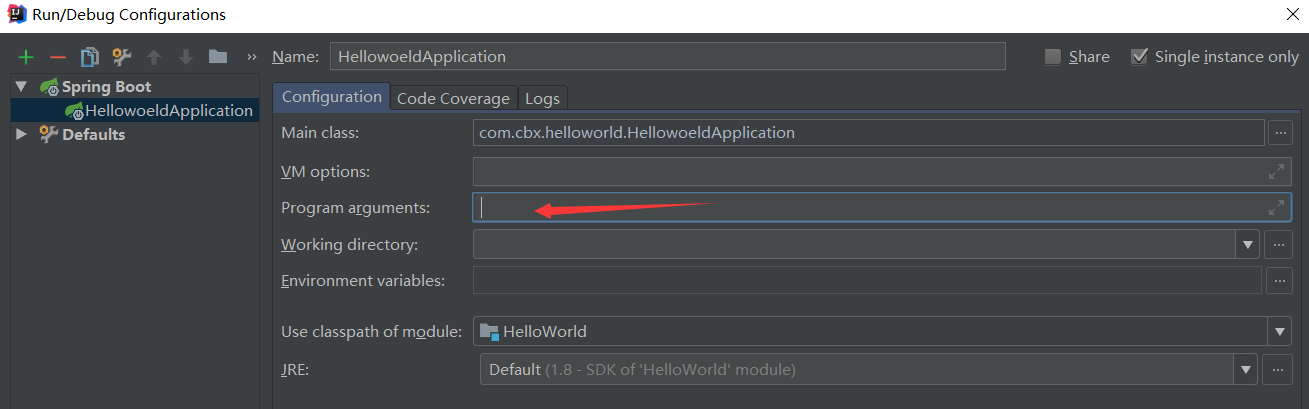 Run/Debug Configurations
Name: HellowoeldApplication
Share
Single instance only
Spring Boot
HellowoeldApplication
Defaults
Configuration
Code Coverage
Logs
Main class: com.cbx.helloworld.HellowoeldApplication
VM options:
Program arguments:
Working directory:
Environment variables:
Use classpath of module: HelloWorld
JRE: Default (1.8 - SDK of 'HelloWorld' module)